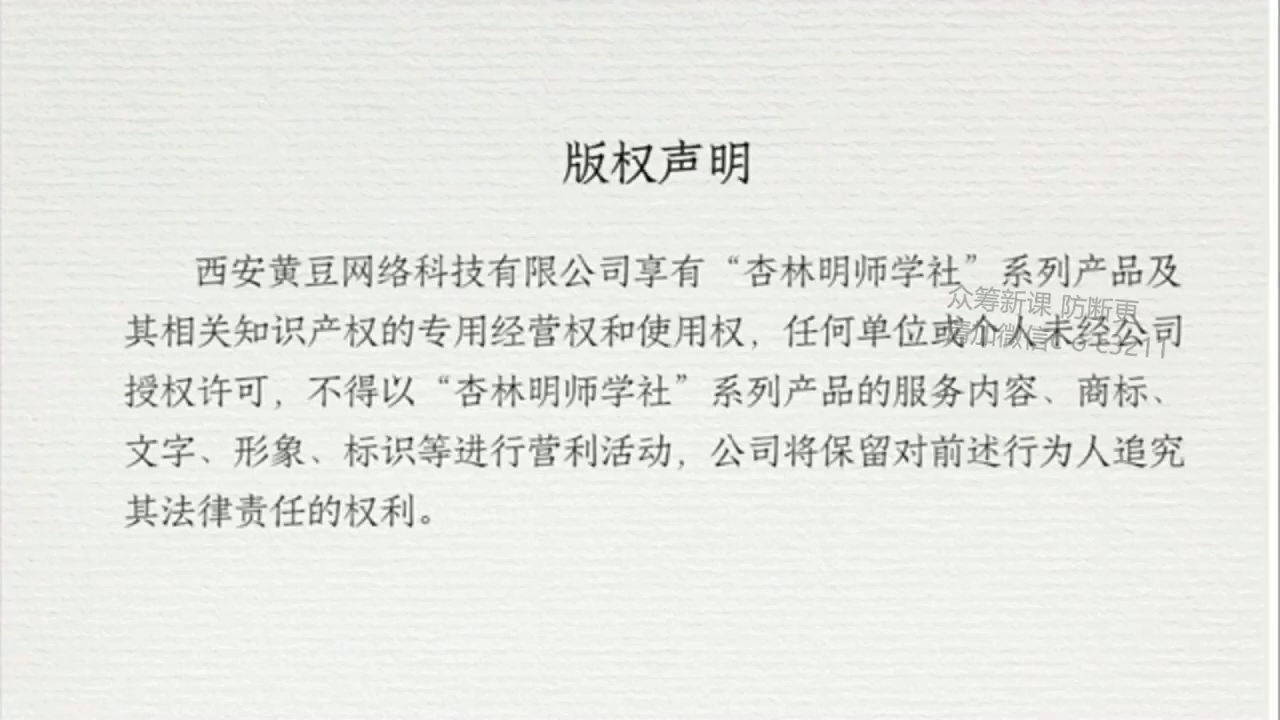 版权声明
西安黄豆网络科技有限公司享有“杏林明师学社”系列产品及
其相关知识产权的专用经营权和使用权，任何单位或个人未经公司
授权许可，不得以“杏林明师学社”系列产品的服务内容、商标、
文字、形象、标识等进行营利活动，公司将保留对前述行为人追究
其法律责任的权利。
众筹新课 防断更
请加微信